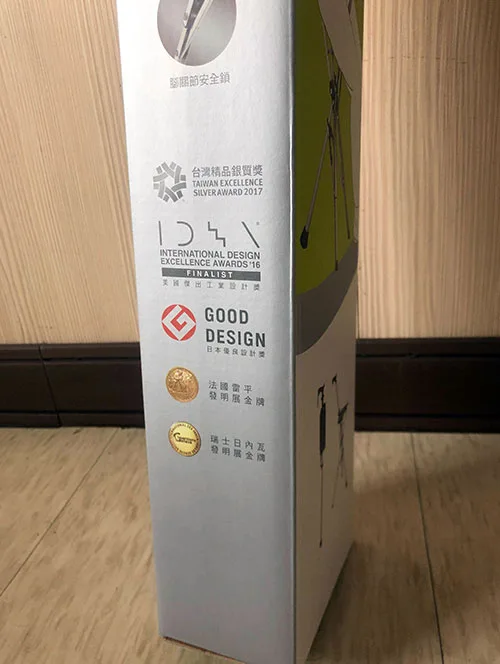 腳關節安全鎖
台灣精品銀質獎
TAIWAN EXCELLENCE
SILVER AWARD 2017
IDEA
INTERNATIONAL DESIGN
EXCELLENCE AWARDS '16
FINALIST
美國傑出工業設計獎
GOOD
DESIGN
日本優良設計獎
法國雷平
發明展金牌
瑞士日內瓦
發明展金牌